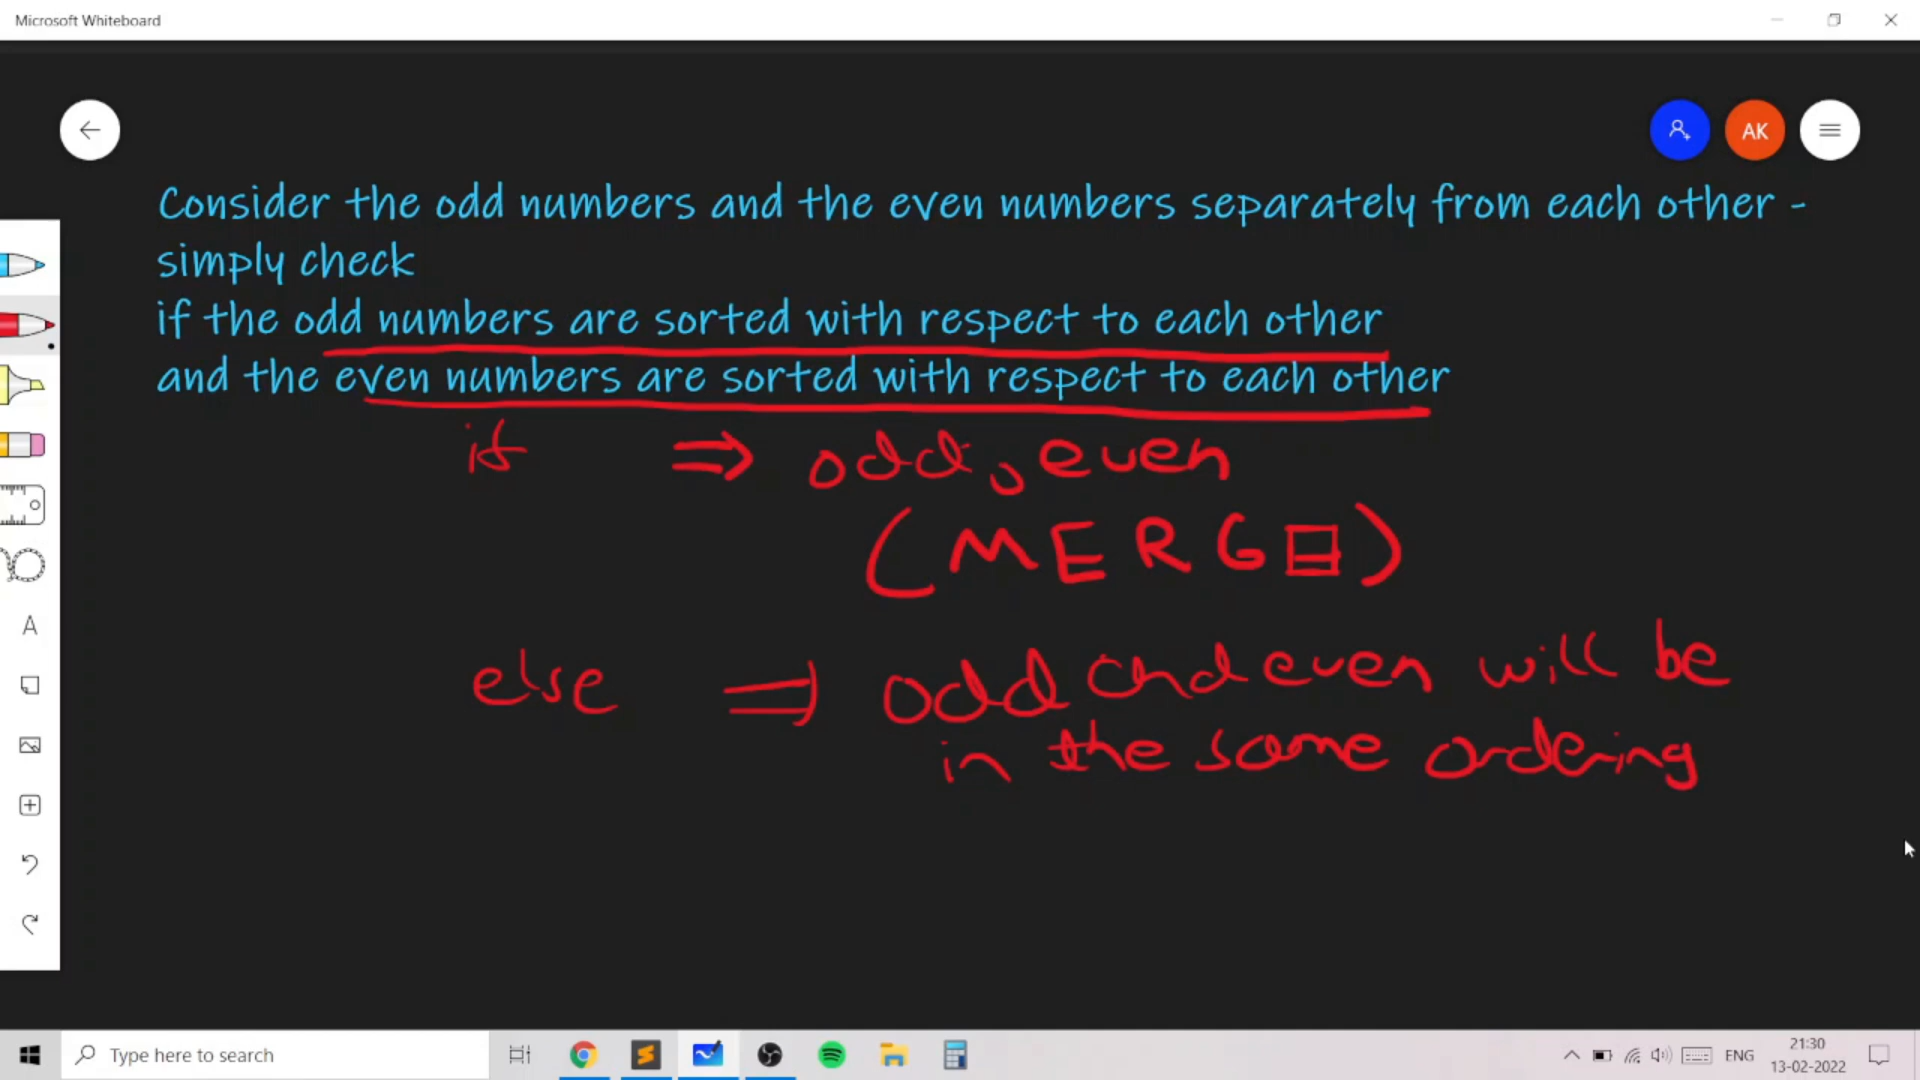 Microsoft Whiteboard
AK
Consider the odd numbers and the even numbers separately from each other -
simply check
if the odd numbers are sorted with respect to each other
and the even numbers are sorted with respect to each other
if ⇒ odd, even
(MERGE)
else ⇒ odd and even will be
in the same ordering
A
Type here to search
ENG
21:30
13-02-2022